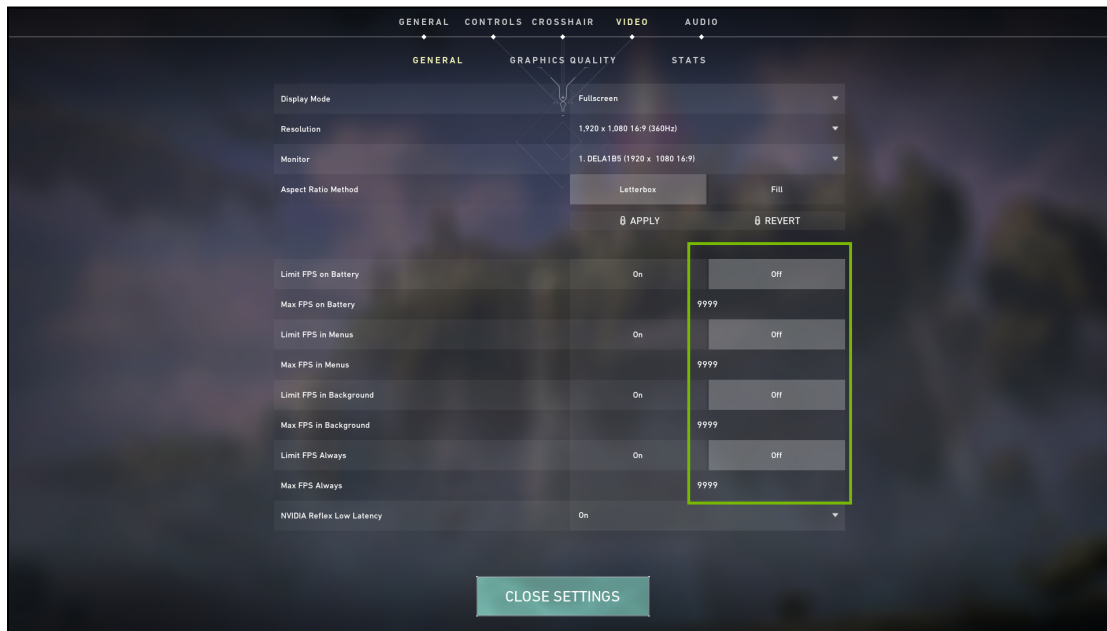 GENERAL CONTROLS CROSSHAIR VIDEO AUDIO
GENERAL GRAPHICS QUALITY STATS
Display Mode Fullscreen
Resolution 1,920 x 1,080 16:9 (360Hz)
Monitor 1. DELA1B5 (1920 x 1080 16:9)
Aspect Ratio Method Letterbox Fill
APPLY REVERT
Limit FPS on Battery On Off
Max FPS on Battery 9999
Limit FPS in Menus On Off
Max FPS in Menus 9999
Limit FPS in Background On Off
Max FPS in Background 9999
Limit FPS Always On Off
Max FPS Always 9999
NVIDIA Reflex Low Latency On
CLOSE SETTINGS